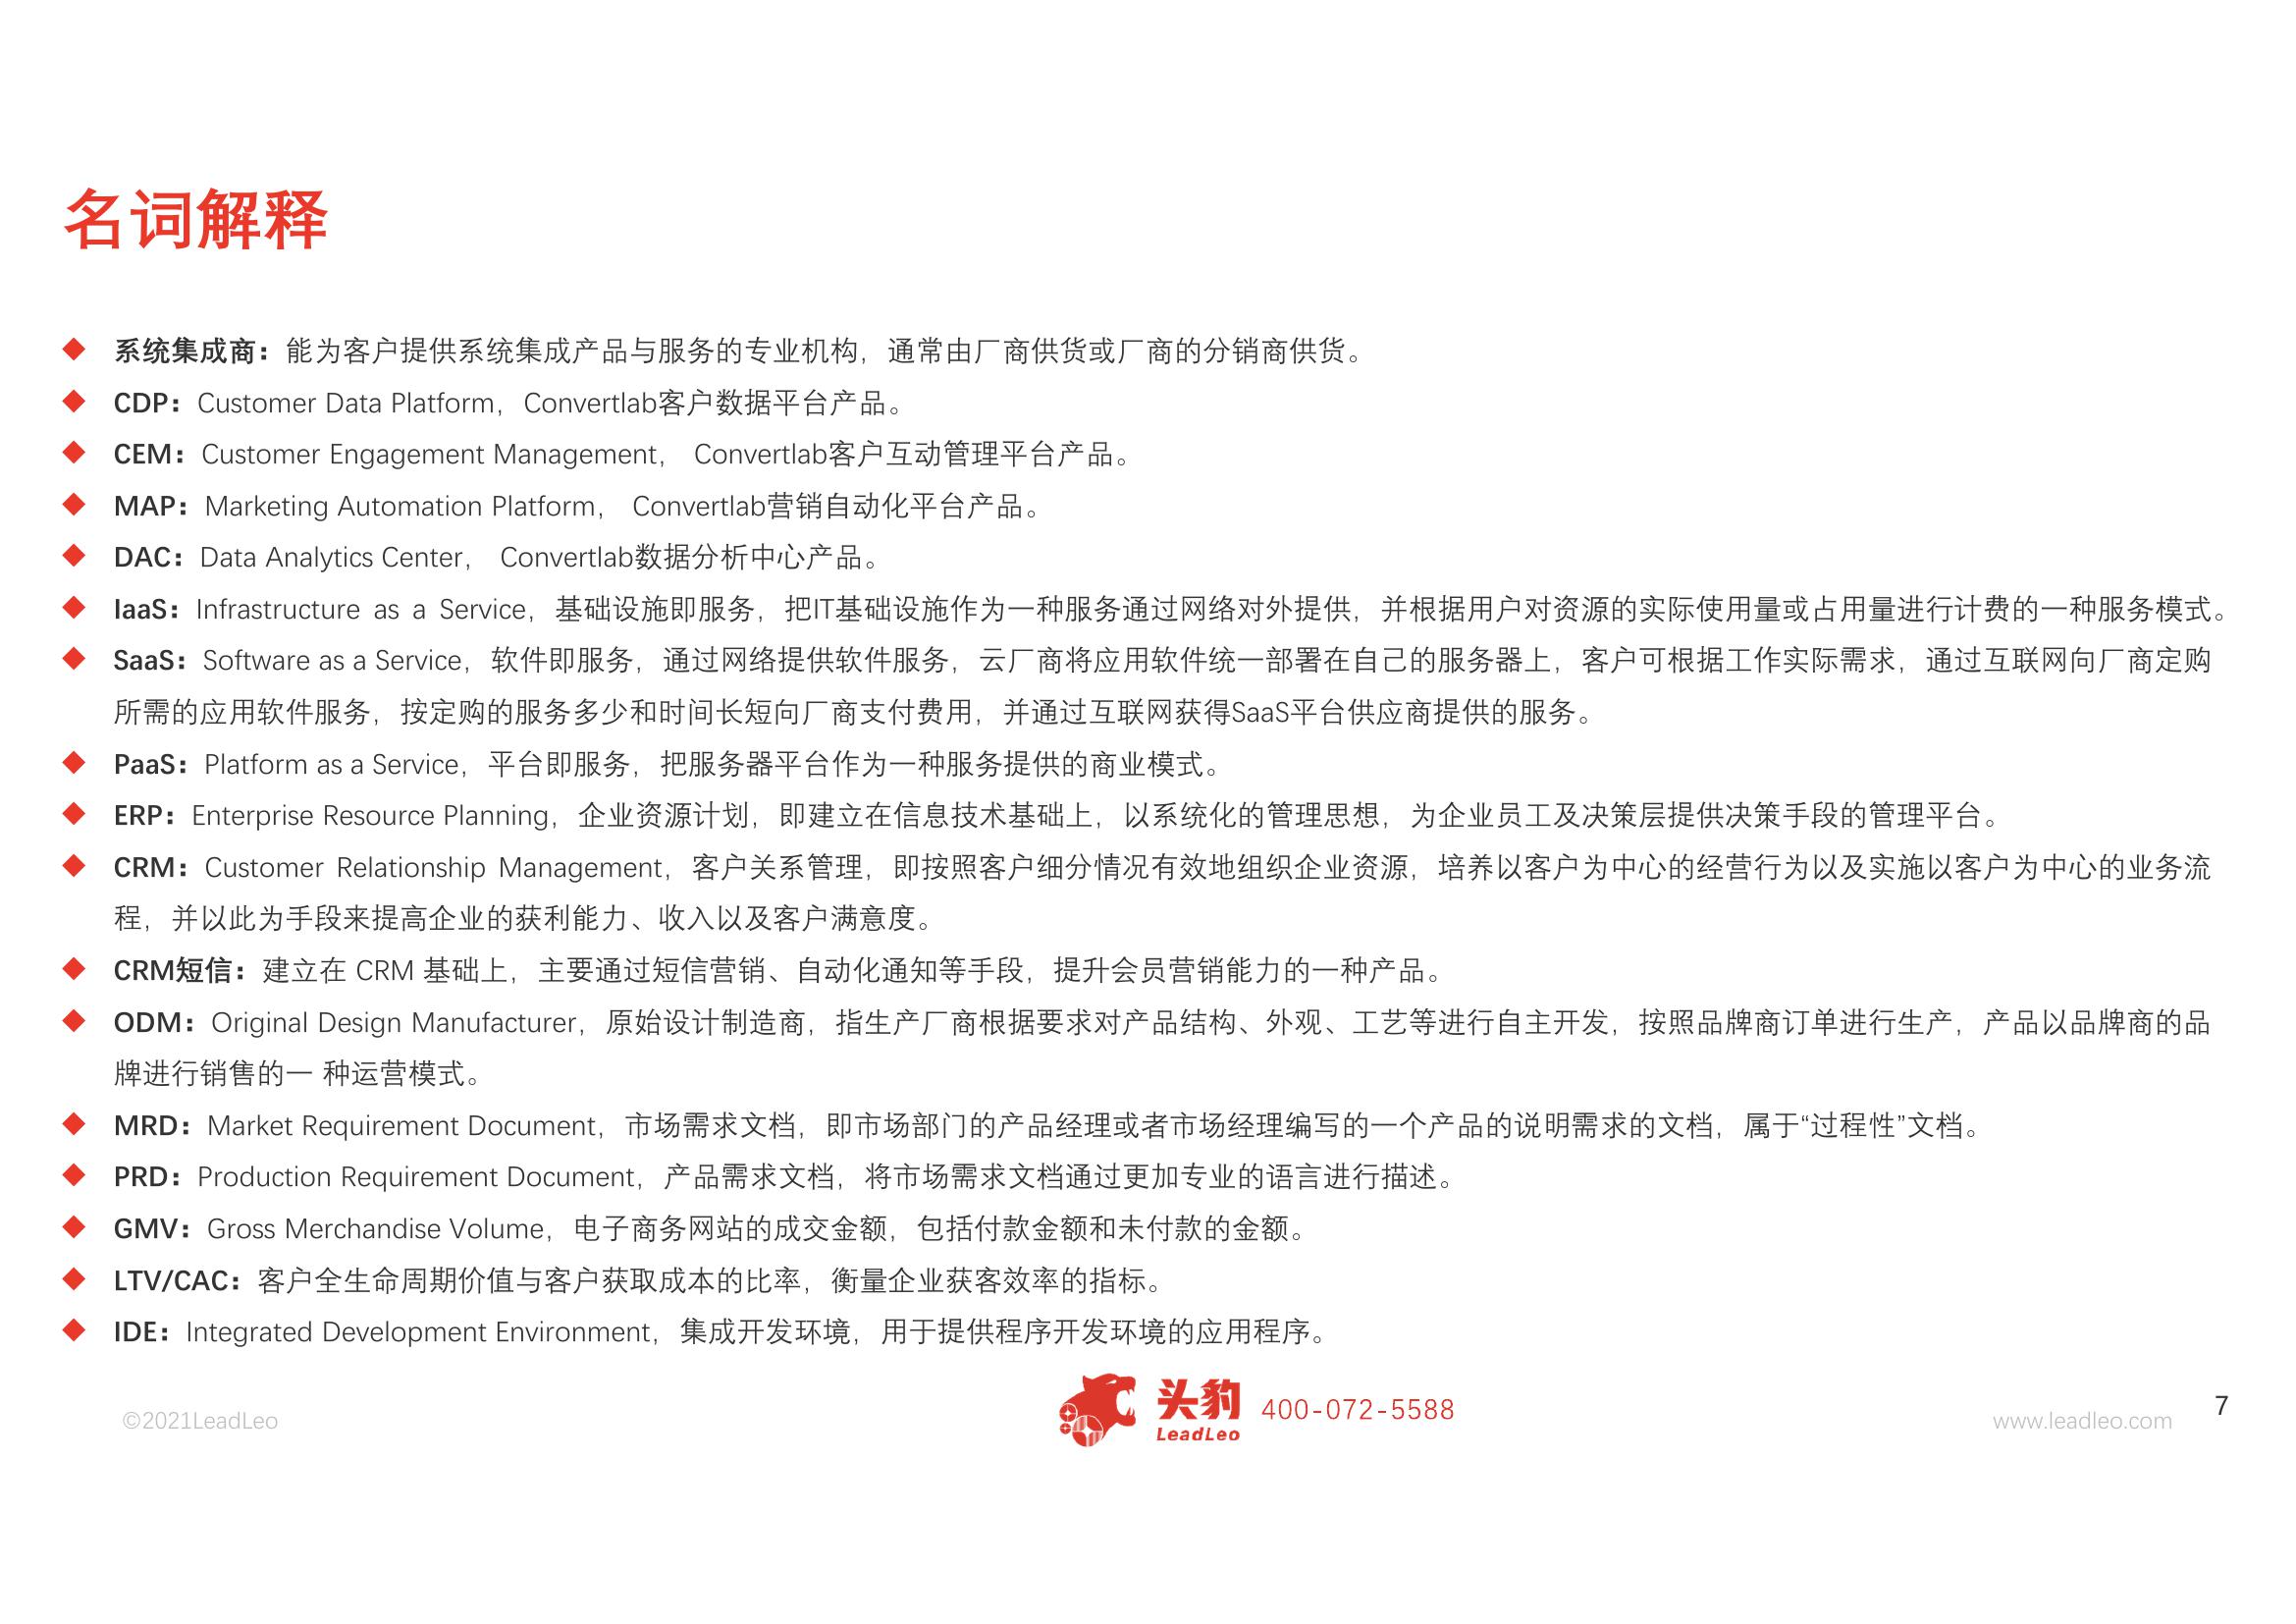 名词解释
系统集成商：能为客户提供系统集成产品与服务的专业机构，通常由厂商供货或厂商的分销商供货。
CDP：Customer Data Platform，Convertlab客户数据平台产品。
CEM：Customer Engagement Management， Convertlab客户互动管理平台产品。
MAP：Marketing Automation Platform， Convertlab营销自动化平台产品。
DAC：Data Analytics Center， Convertlab数据分析中心产品。
IaaS：Infrastructure as a Service，基础设施即服务，把IT基础设施作为一种服务通过网络对外提供，并根据用户对资源的实际使用量或占用量进行计费的一种服务模式。
SaaS：Software as a Service，软件即服务，通过网络提供软件服务，云厂商将应用软件统一部署在自己的服务器上，客户可根据工作实际需求，通过互联网向厂商定购
所需的应用软件服务，按定购的服务多少和时间长短向厂商支付费用，并通过互联网获得SaaS平台供应商提供的服务。
PaaS：Platform as a Service，平台即服务，把服务器平台作为一种服务提供的商业模式。
ERP：Enterprise Resource Planning，企业资源计划，即建立在信息技术基础上，以系统化的管理思想，为企业员工及决策层提供决策手段的管理平台。
CRM：Customer Relationship Management，客户关系管理，即按照客户细分情况有效地组织企业资源，培养以客户为中心的经营行为以及实施以客户为中心的业务流
程，并以此为手段来提高企业的获利能力、收入以及客户满意度。
CRM短信：建立在 CRM 基础上，主要通过短信营销、自动化通知等手段，提升会员营销能力的一种产品。
ODM：Original Design Manufacturer，原始设计制造商，指生产厂商根据要求对产品结构、外观、工艺等进行自主开发，按照品牌商订单进行生产，产品以品牌商的品
牌进行销售的一 种运营模式。
MRD：Market Requirement Document，市场需求文档，即市场部门的产品经理或者市场经理编写的一个产品的说明需求的文档，属于“过程性”文档。
PRD：Production Requirement Document，产品需求文档，将市场需求文档通过更加专业的语言进行描述。
GMV：Gross Merchandise Volume，电子商务网站的成交金额，包括付款金额和未付款的金额。
LTV/CAC：客户全生命周期价值与客户获取成本的比率，衡量企业获客效率的指标。
IDE：Integrated Development Environment，集成开发环境，用于提供程序开发环境的应用程序。
©2021LeadLeo
头豹
LeadLeo
400-072-5588
www.leadleo.com
7